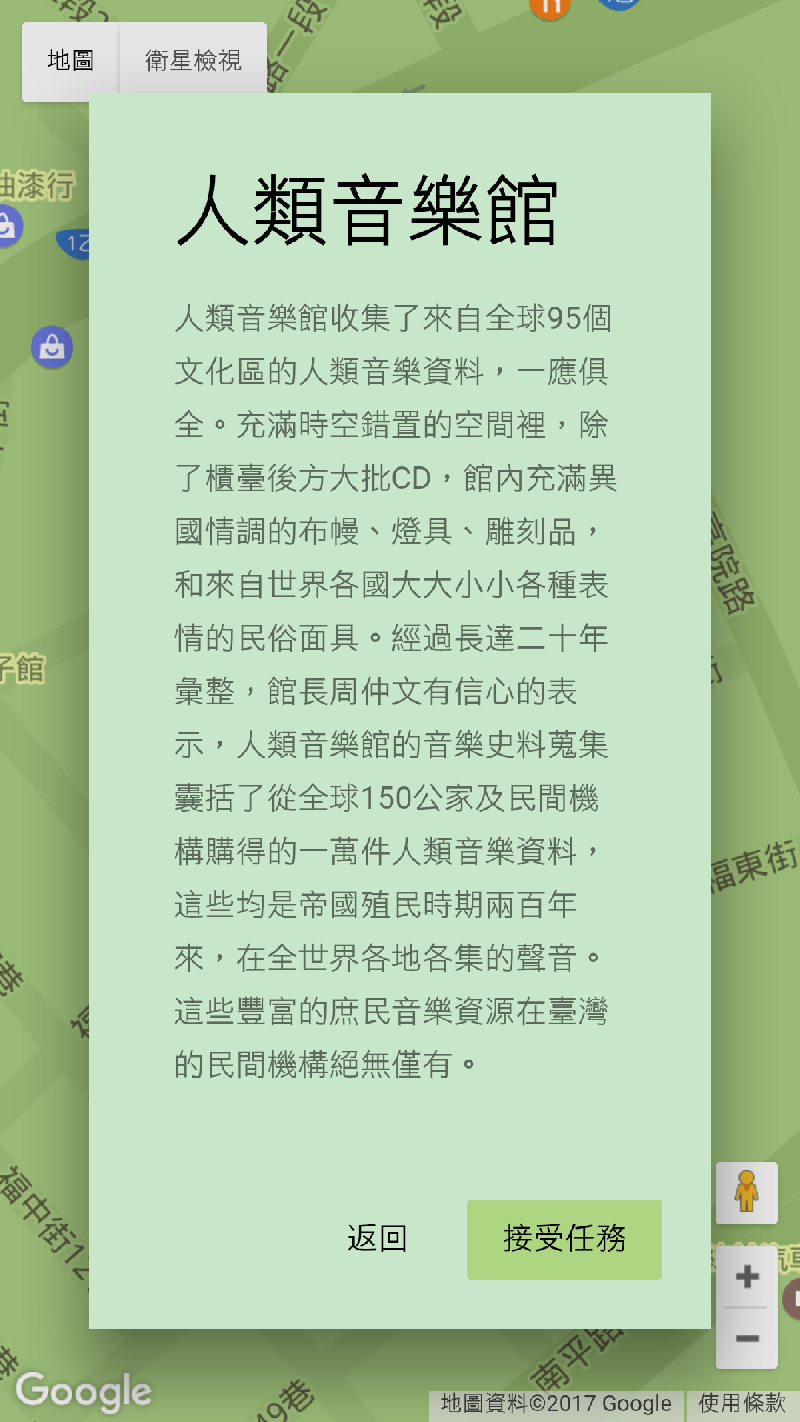 地圖
衛星檢視
油漆行
人類音樂館
人類音樂館收集了來自全球95個
文化區的人類音樂資料，一應俱
全。充滿時空錯置的空間裡，除
了櫃臺後方大批CD，館內充滿異
國情調的布幔、燈具、雕刻品，
和來自世界各國大大小小各種表
情的民俗面具。經過長達二十年
彙整，館長周仲文有信心的表
示，人類音樂館的音樂史料蒐集
囊括了從全球150公家及民間機
構購得的一萬件人類音樂資料，
這些均是帝國殖民時期兩百年
來，在全世界各地各集的聲音。
這些豐富的庶民音樂資源在臺灣
的民間機構絕無僅有。
福東街
福中街12
返回
接受任務
南平路
49巷
Google
地圖資料©2017 Google
使用條款